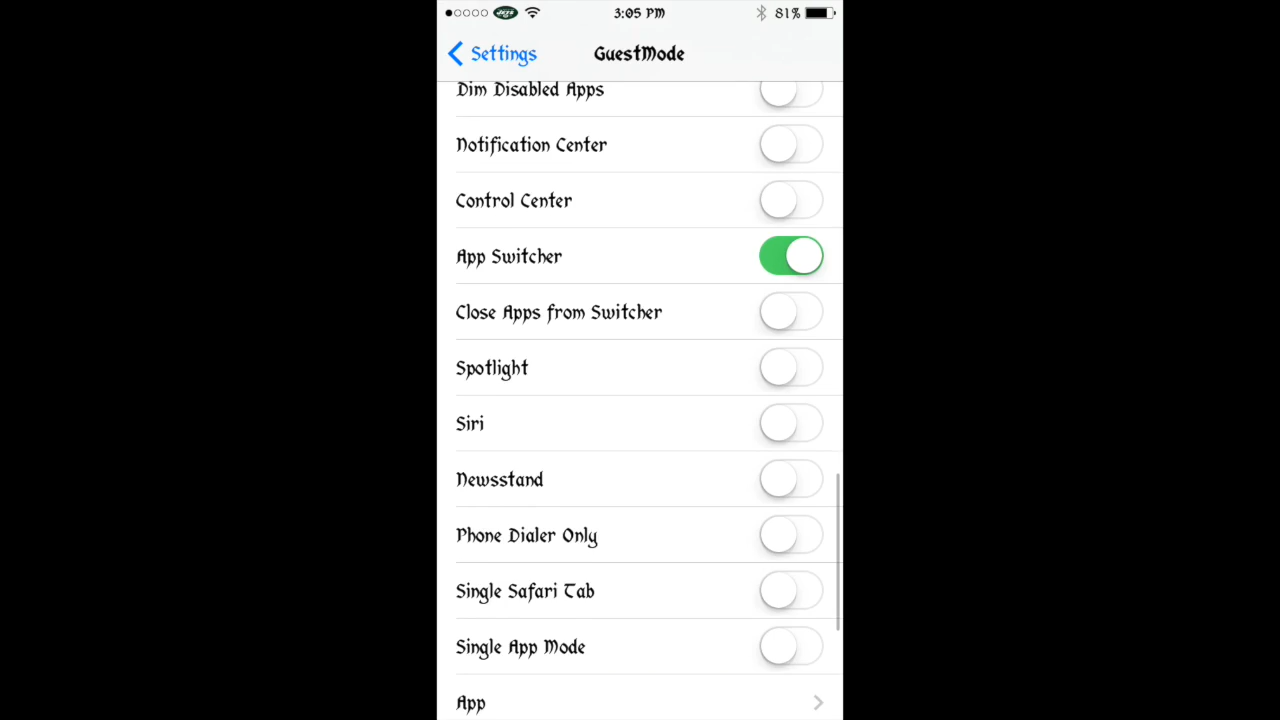 JETS 3:05 PM 81%
Settings GuestMode
Dim Disabled Apps
Notification Center
Control Center
App Switcher
Close Apps from Switcher
Spotlight
Siri
Newsstand
Phone Dialer Only
Single Safari Tab
Single App Mode
App